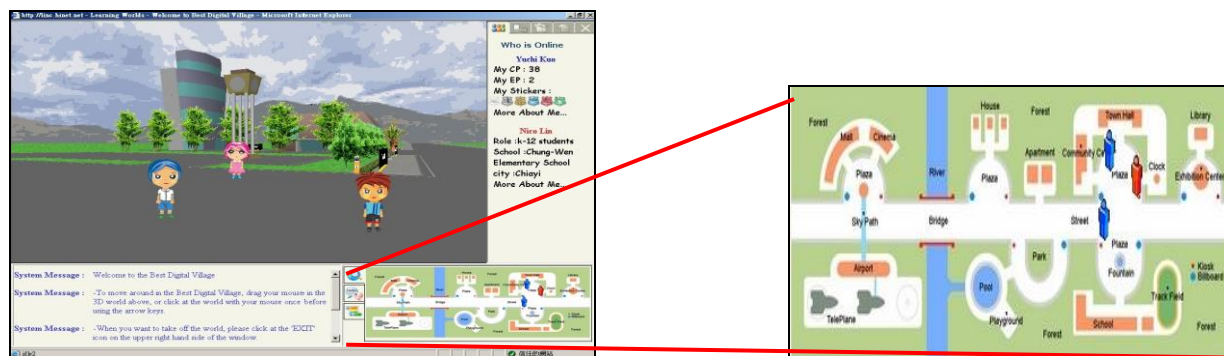 http://linc.hinet.net - Learning Worlds - Welcome to Best Digital Village - Microsoft Internet Explorer
Who is Online
Yuchi Kuo
My CP : 38
My EP : 2
My Stickers :
More About Me...
Niro Lin
Role :k-12 students
School :Chung-Wen
Elementary School
city :Chiayi
More About Me...
System Message : Welcome to the Best Digital Village
System Message : -To move around in the Best Digital Village, drag your mouse in the
3D world above, or click at the world with your mouse once before
using the arrow keys.
System Message : -When you want to take off the world, please click at the 'EXIT'
icon on the upper right hand side of the window.
Forest
Mall
Cinema
Plaza
Sky Path
Airport
TelePlane
River
Bridge
House
Forest
Plaza
Apartment
Town Hall
Community
Plaza
Clock
Library
Exhibition Center
Street
Park
Pool
Playground
Forest
Plaza
Fountain
School
Track Field
Forest
Kiosk
Billboard